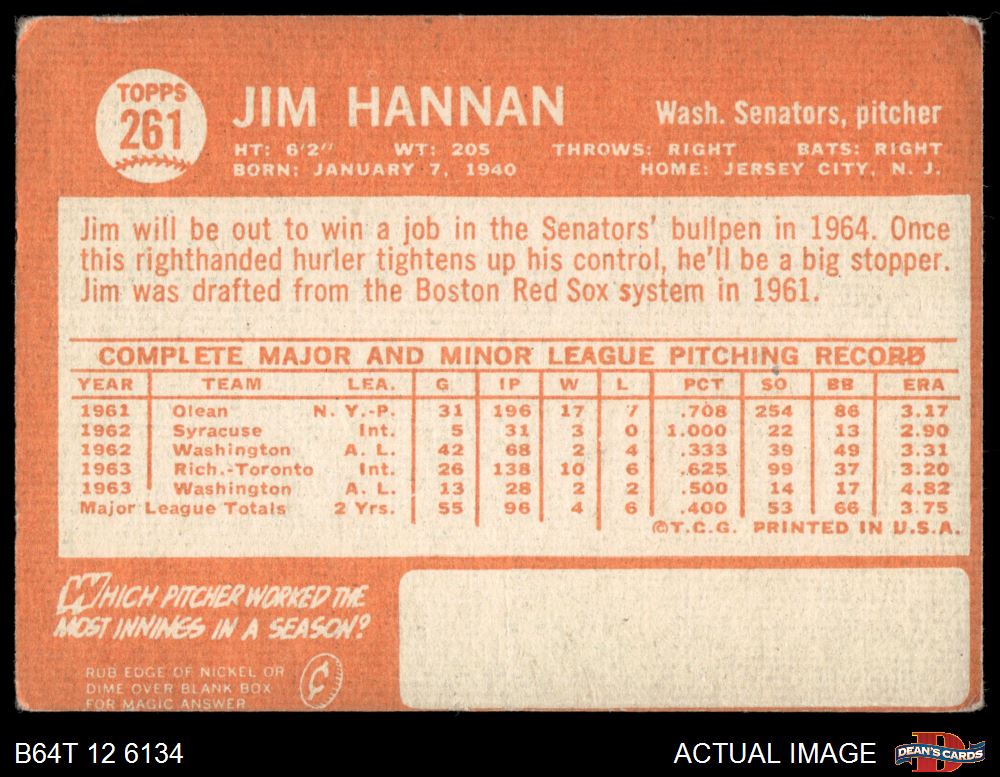 TOPPS
261
JIM HANNAN
Wash. Senators, pitcher
HT: 6'2" WT: 205 THROWS: RIGHT BATS: RIGHT
BORN: JANUARY 7, 1940 HOME: JERSEY CITY, N. J.
Jim will be out to win a job in the Senators' bullpen in 1964. Once
this righthanded hurler tightens up his control, he'll be a big stopper.
Jim was drafted from the Boston Red Sox system in 1961.
COMPLETE MAJOR AND MINOR LEAGUE PITCHING RECORD
YEAR TEAM LEA. G IP W L PCT SO BB ERA
1961 Olean N. Y.-P. 31 196 17 7 .708 254 86 3.17
1962 Syracuse Int. 5 31 3 0 1.000 22 13 2.90
1962 Washington A. L. 42 68 2 4 .333 39 49 3.31
1963 Rich.-Toronto Int. 26 138 10 6 .625 99 37 3.20
1963 Washington A. L. 13 28 2 2 .500 14 17 4.82
Major League Totals 2 Yrs. 55 96 4 6 .400 53 66 3.75
©T.C.G. PRINTED IN U.S.A.
WHICH PITCHER WORKED THE
MOST INNINGS IN A SEASON?
RUB EDGE OF NICKEL OR
DIME OVER BLANK BOX
FOR MAGIC ANSWER
¢
B64T 12 6134
ACTUAL IMAGE
DEAN'S CARDS